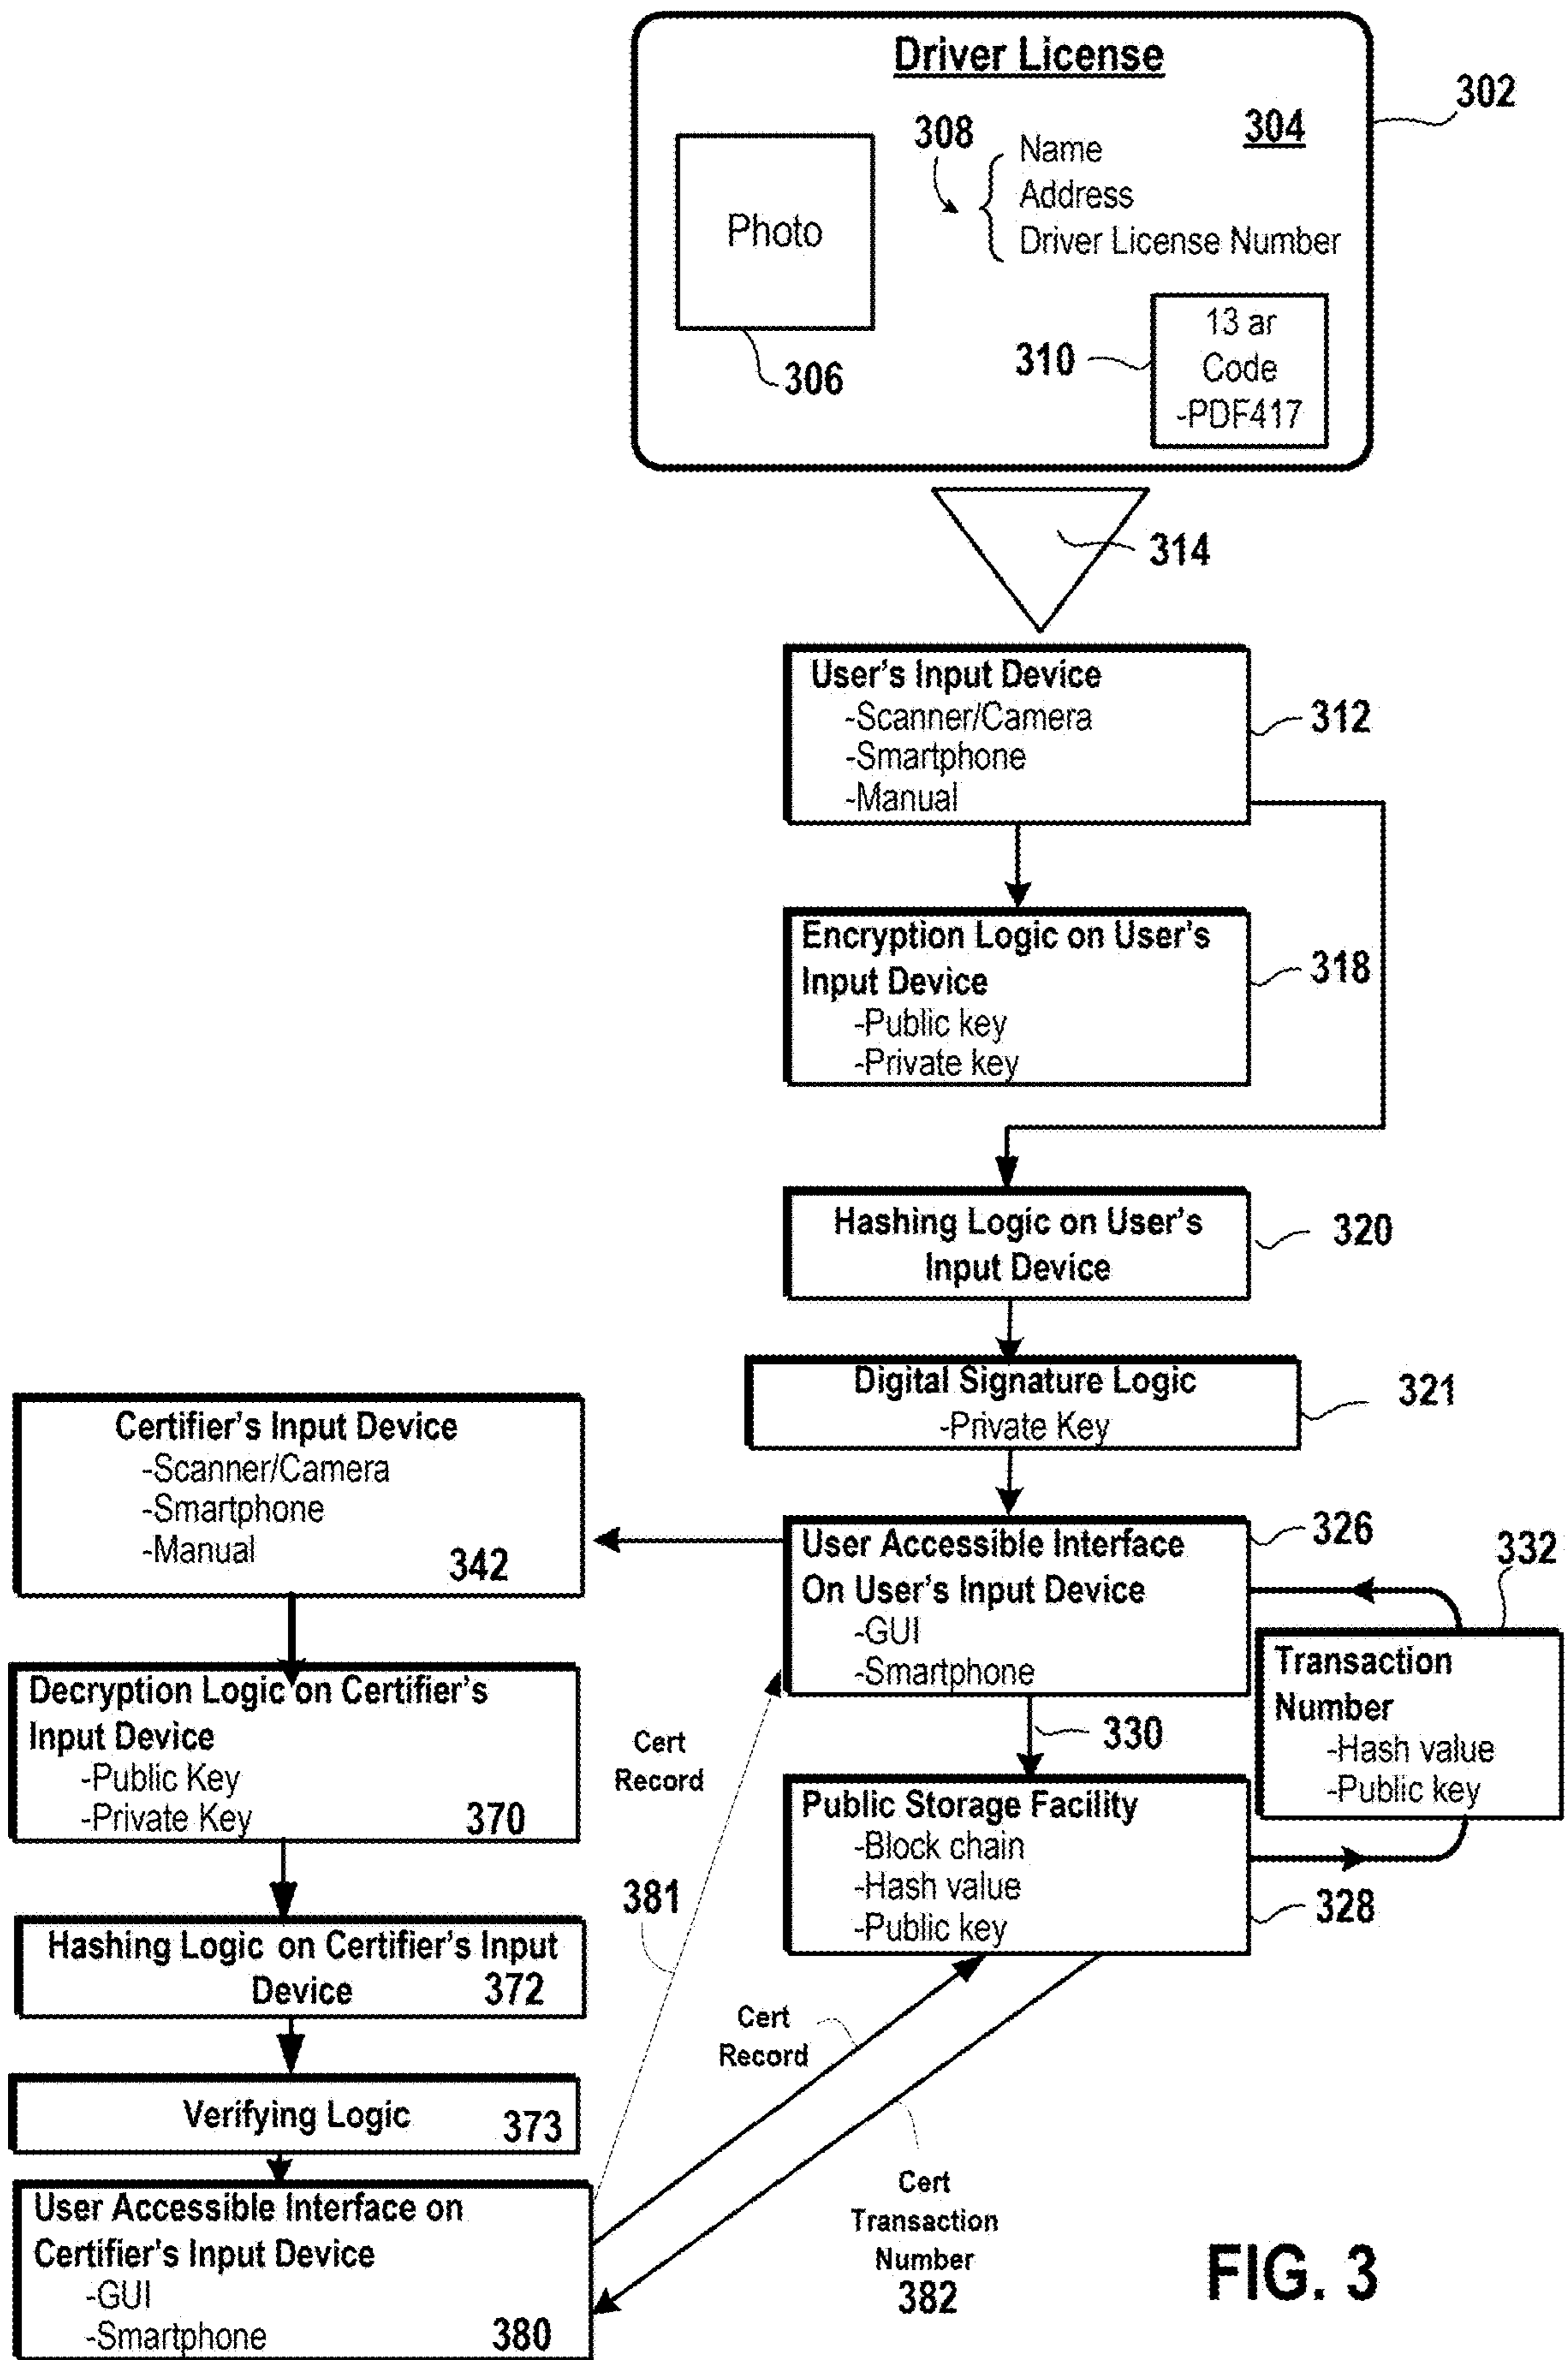 Driver License
302
304
308
Name
Address
Driver License Number
Photo
306
310
13 ar
Code
-PDF417
314
User's Input Device
-Scanner/Camera
-Smartphone
-Manual
312
Encryption Logic on User's
Input Device
-Public key
-Private key
318
Hashing Logic on User's
Input Device
320
Digital Signature Logic
-Private Key
321
Certifier's Input Device
-Scanner/Camera
-Smartphone
-Manual
342
User Accessible Interface
On User's Input Device
-GUI
-Smartphone
326
332
Transaction
Number
-Hash value
-Public key
330
Decryption Logic on Certifier's
Input Device
-Public Key
-Private Key
370
Cert
Record
381
Public Storage Facility
-Block chain
-Hash value
-Public key
328
Hashing Logic on Certifier's Input
Device
372
Cert
Record
Verifying Logic
373
User Accessible Interface on
Certifier's Input Device
-GUI
-Smartphone
380
Cert
Transaction
Number
382
FIG. 3